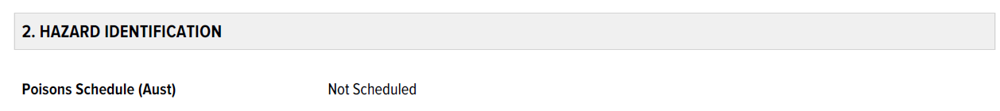 2. HAZARD IDENTIFICATION
Poisons Schedule (Aust) Not Scheduled